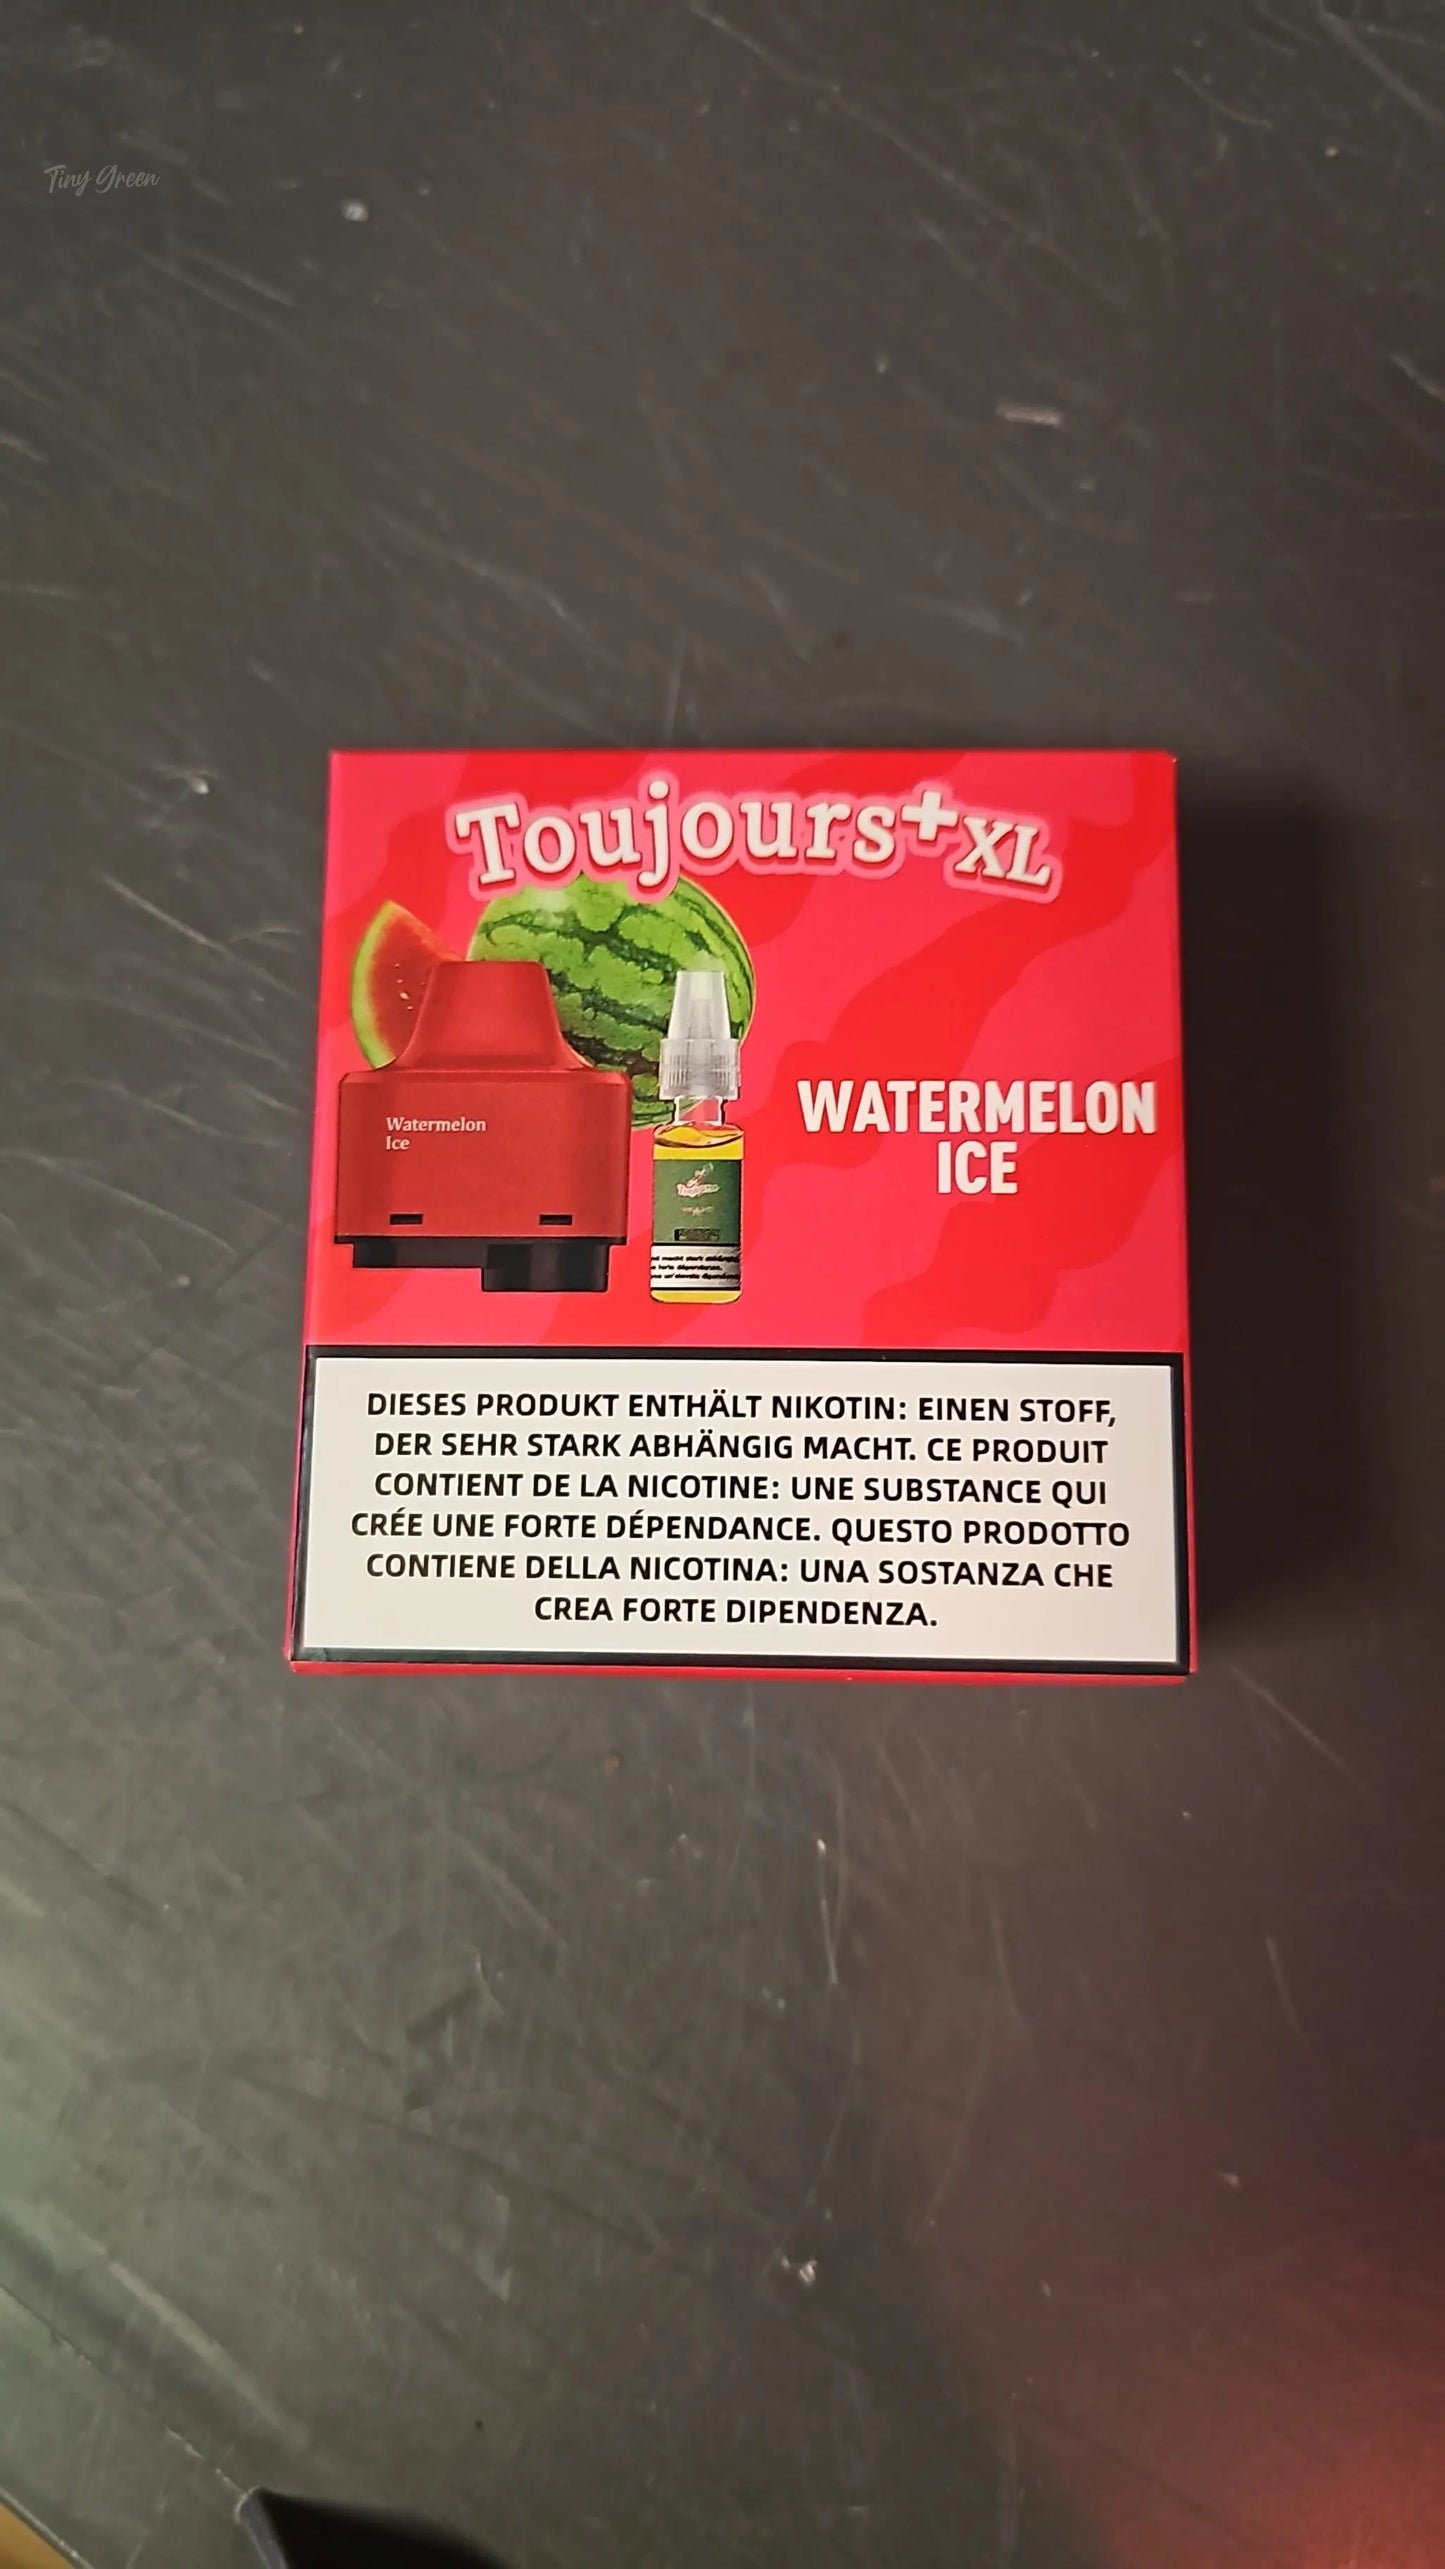 Tiny Green
Toujours+ XL
Watermelon
Ice
WATERMELON
ICE
DIESES PRODUKT ENTHÄLT NIKOTIN: EINEN STOFF,
DER SEHR STARK ABHÄNGIG MACHT. CE PRODUIT
CONTIENT DE LA NICOTINE: UNE SUBSTANCE QUI
CRÉE UNE FORTE DÉPENDANCE. QUESTO PRODOTTO
CONTIENE DELLA NICOTINA: UNA SOSTANZA CHE
CREA FORTE DIPENDENZA.